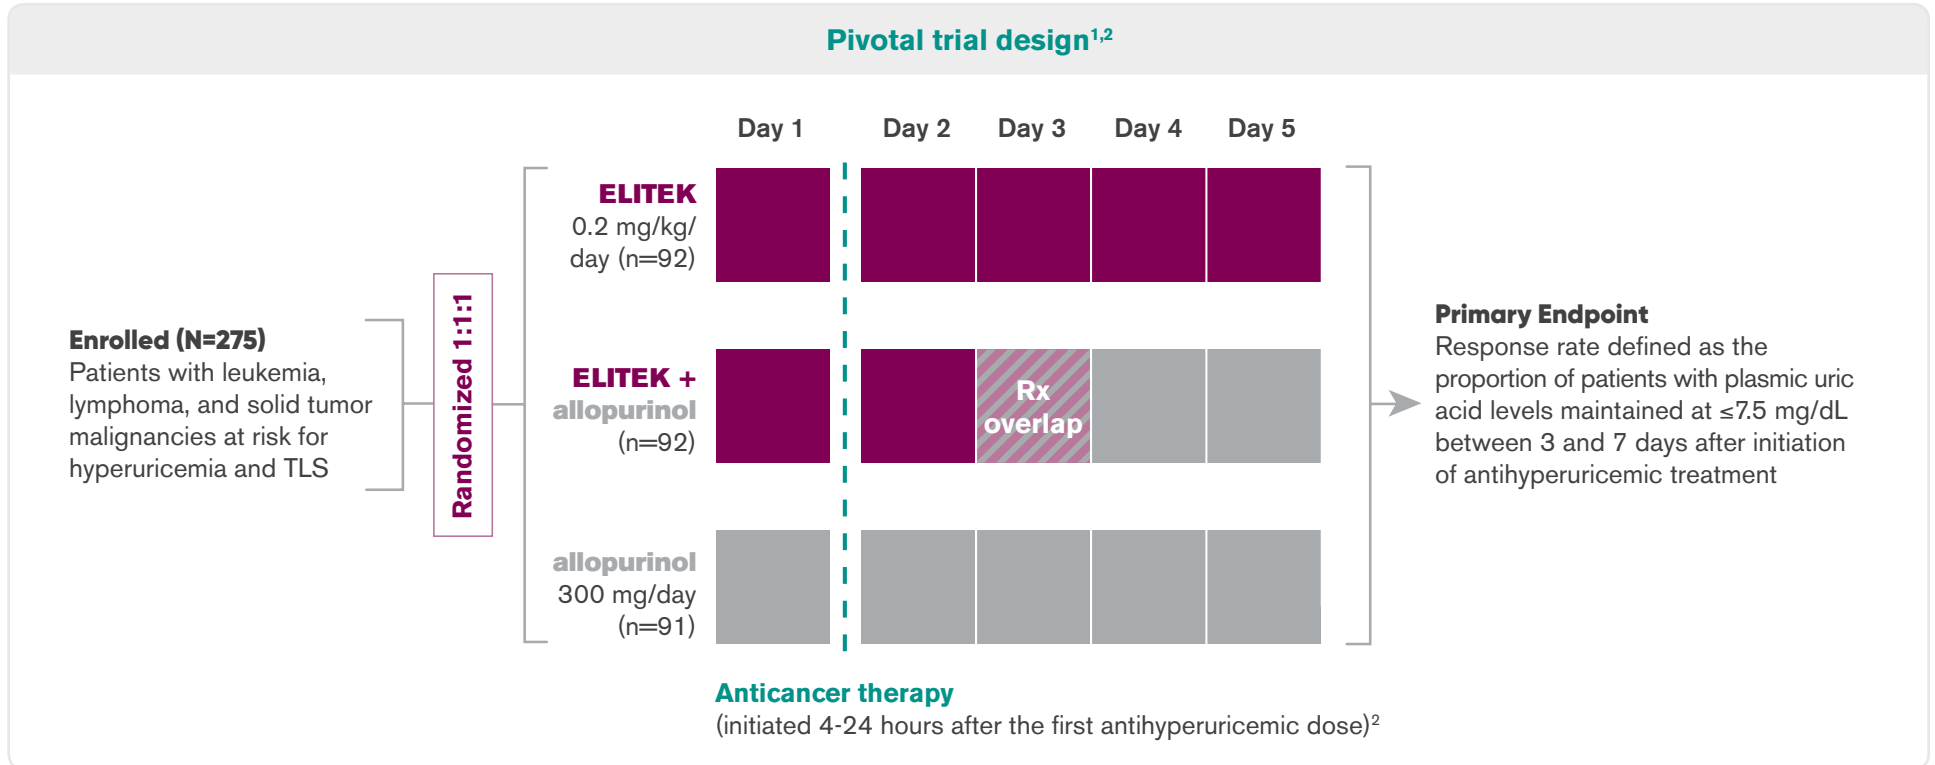 Pivotal trial design1,2
Day 1
Day 2
Day 3
Day 4
Day 5
Enrolled (N=275)
Patients with leukemia,
lymphoma, and solid tumor
malignancies at risk for
hyperuricemia and TLS
Randomized 1:1:1
ELITEK
0.2 mg/kg/
day (n=92)
ELITEK +
allopurinol
(n=92)
Rx
overlap
allopurinol
300 mg/day
(n=91)
Anticancer therapy
(initiated 4-24 hours after the first antihyperuricemic dose)2
Primary Endpoint
Response rate defined as the
proportion of patients with plasmic uric
acid levels maintained at ≤7.5 mg/dL
between 3 and 7 days after initiation
of antihyperuricemic treatment